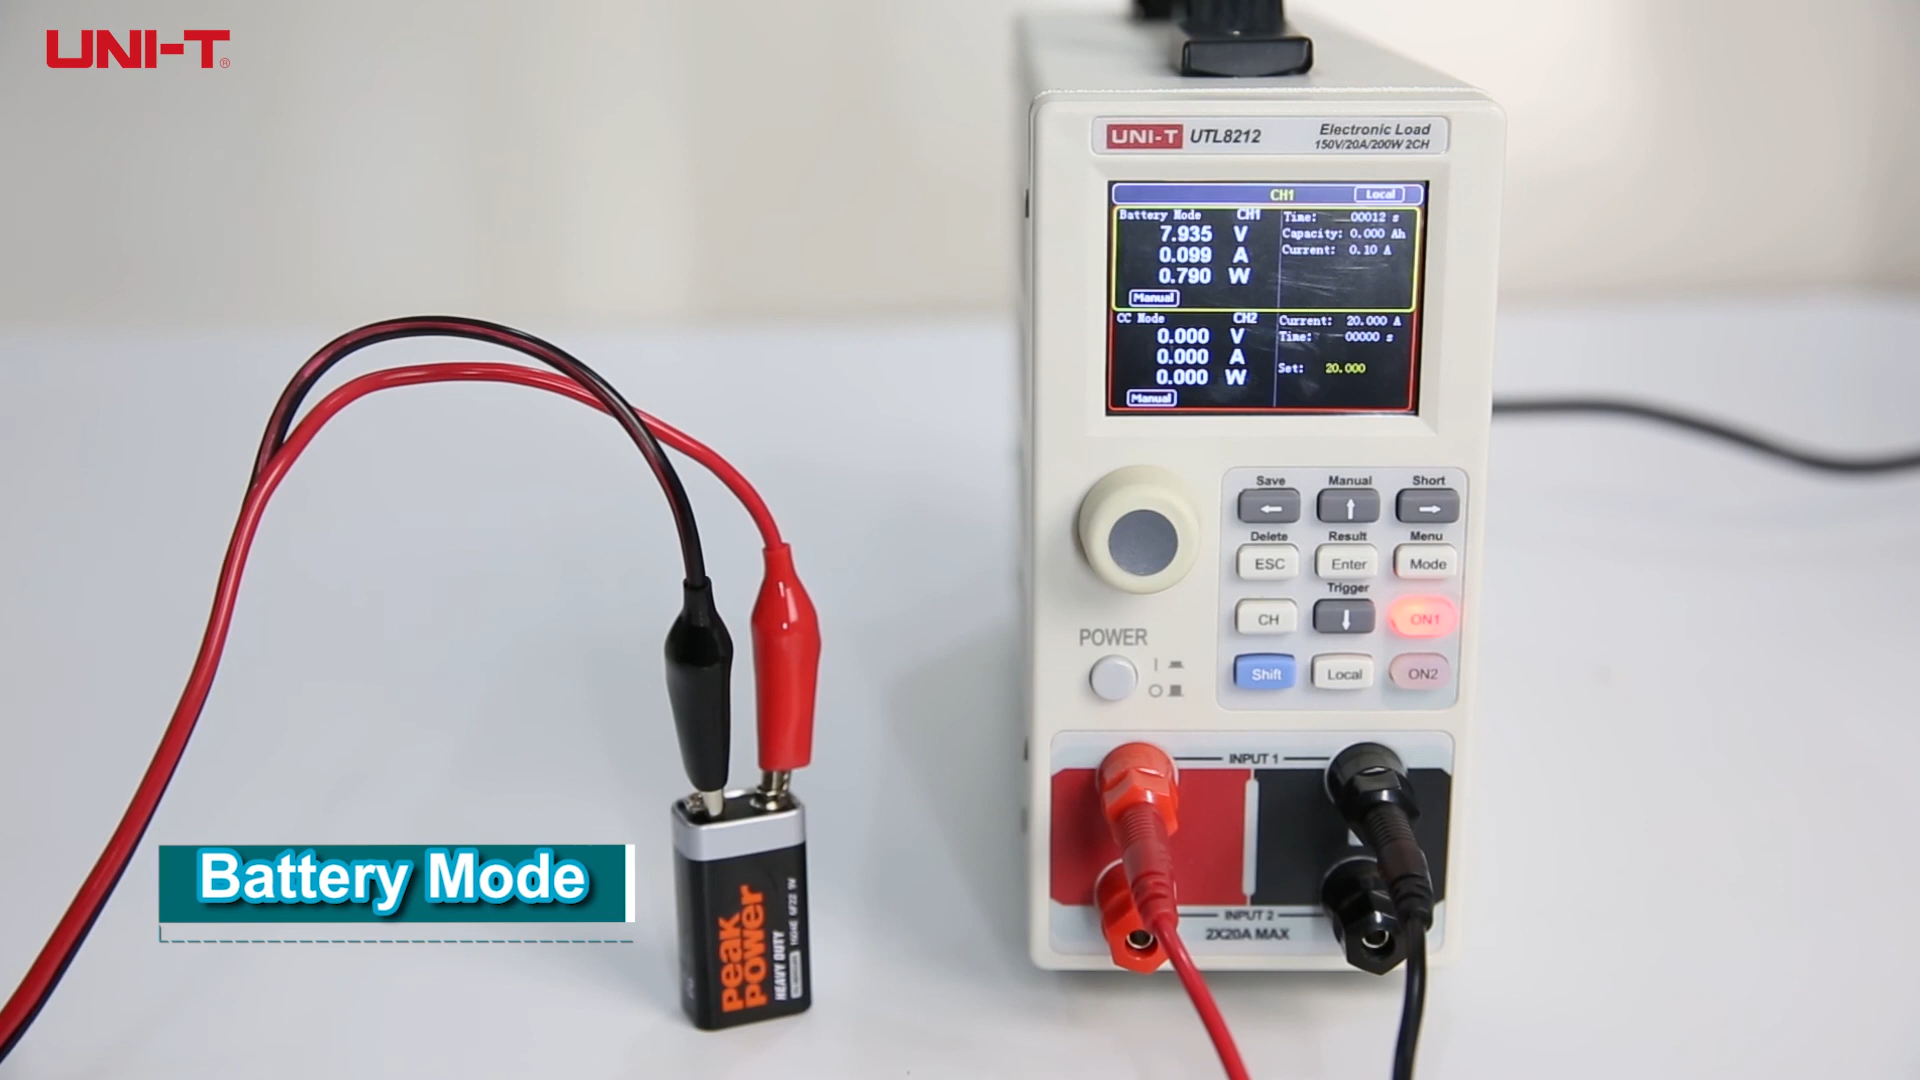 UNI-T®
UNI-T UTL8212 Electronic Load
150V/20A/200W 2CH
CH1 Local
Battery Mode CH1
7.935 V
0.099 A
0.790 W
Manual
Time: 00012 s
Capacity: 0.000 Ah
Current: 0.10 A
CC Mode CH2
0.000 V
0.000 A
0.000 W
Manual
Current: 20.000 A
Time: 00000 s
Set: 20.000
Save Manual Short
← ↑ →
Delete Result Menu
ESC Enter Mode
Trigger
CH ↓ ON1
Shift Local ON2
POWER
INPUT 1
INPUT 2
2X20A MAX
Battery Mode
Peak
Power
HEAVY DUTY
1604E 6F22 9V